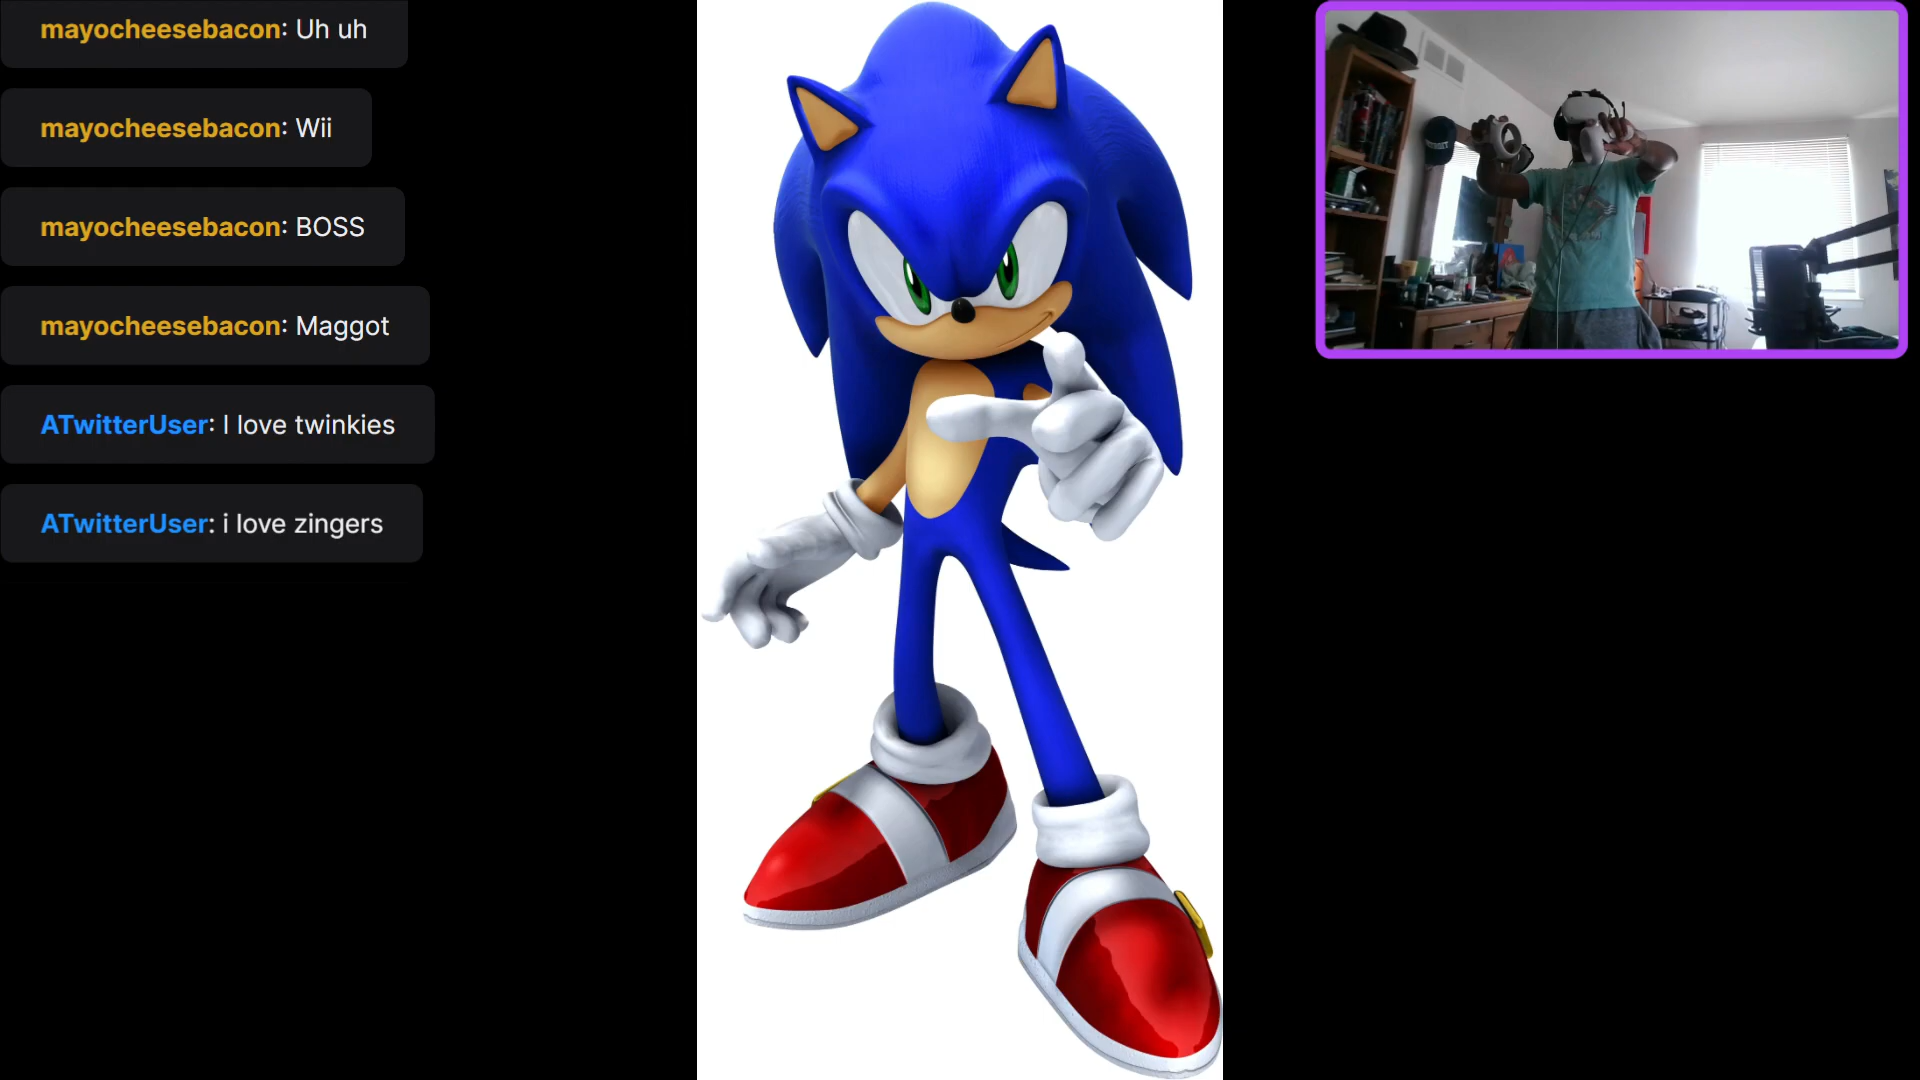 mayocheesebacon: Uh uh
mayocheesebacon: Wii
mayocheesebacon: BOSS
mayocheesebacon: Maggot
ATwitterUser: I love twinkies
ATwitterUser: i love zingers